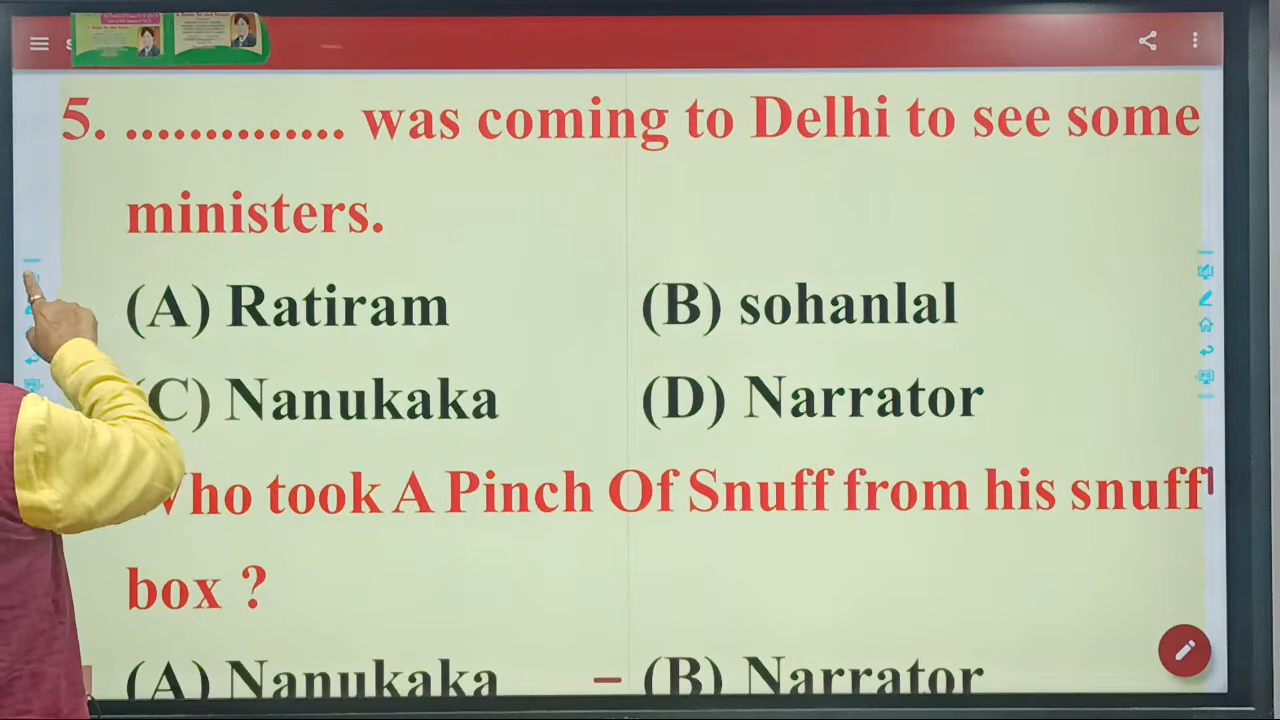 5. .............. was coming to Delhi to see some
ministers.
(A) Ratiram (B) sohanlal
(C) Nanukaka (D) Narrator
Who took A Pinch Of Snuff from his snuff
box ?
(A) Nanukaka (B) Narrator